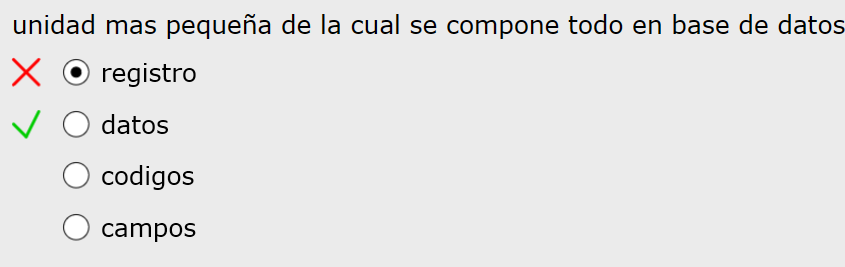 unidad mas pequeña de la cual se compone todo en base de datos
registro
datos
codigos
campos